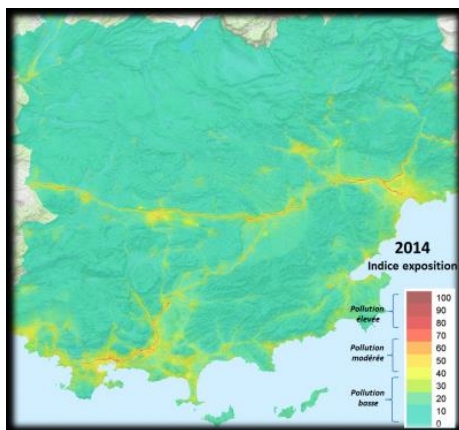 2014
Indice exposition
Pollution
élevée
Pollution
modérée
Pollution
basse
100
90
80
70
60
50
40
30
20
10
0